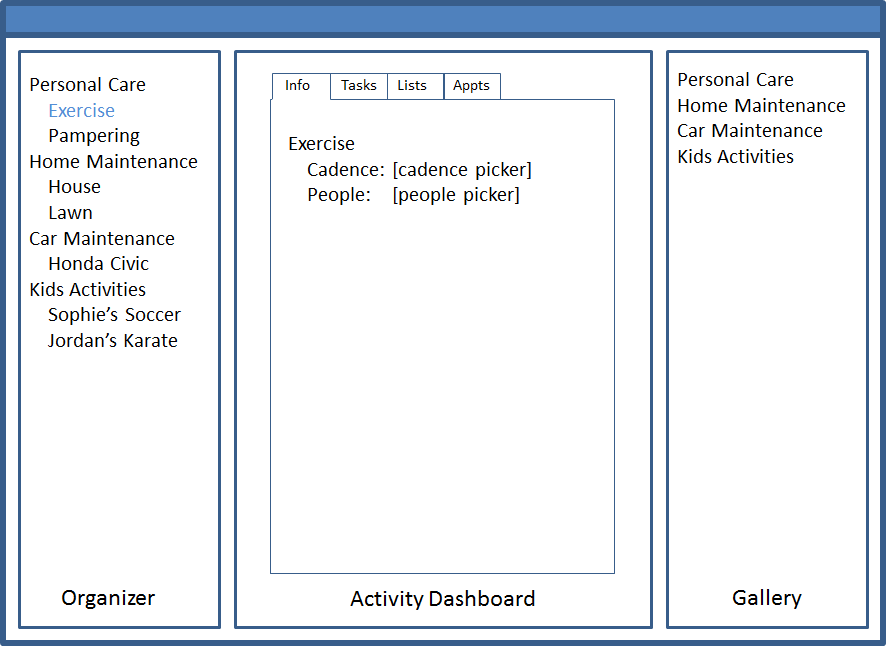 Personal Care
Exercise
Pampering
Home Maintenance
House
Lawn
Car Maintenance
Honda Civic
Kids Activities
Sophie’s Soccer
Jordan’s Karate
Organizer
Info Tasks Lists Appts
Exercise
Cadence: [cadence picker]
People: [people picker]
Activity Dashboard
Personal Care
Home Maintenance
Car Maintenance
Kids Activities
Gallery